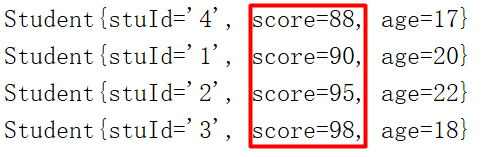 Student{stuId='4', score=88, age=17}
Student{stuId='1', score=90, age=20}
Student{stuId='2', score=95, age=22}
Student{stuId='3', score=98, age=18}